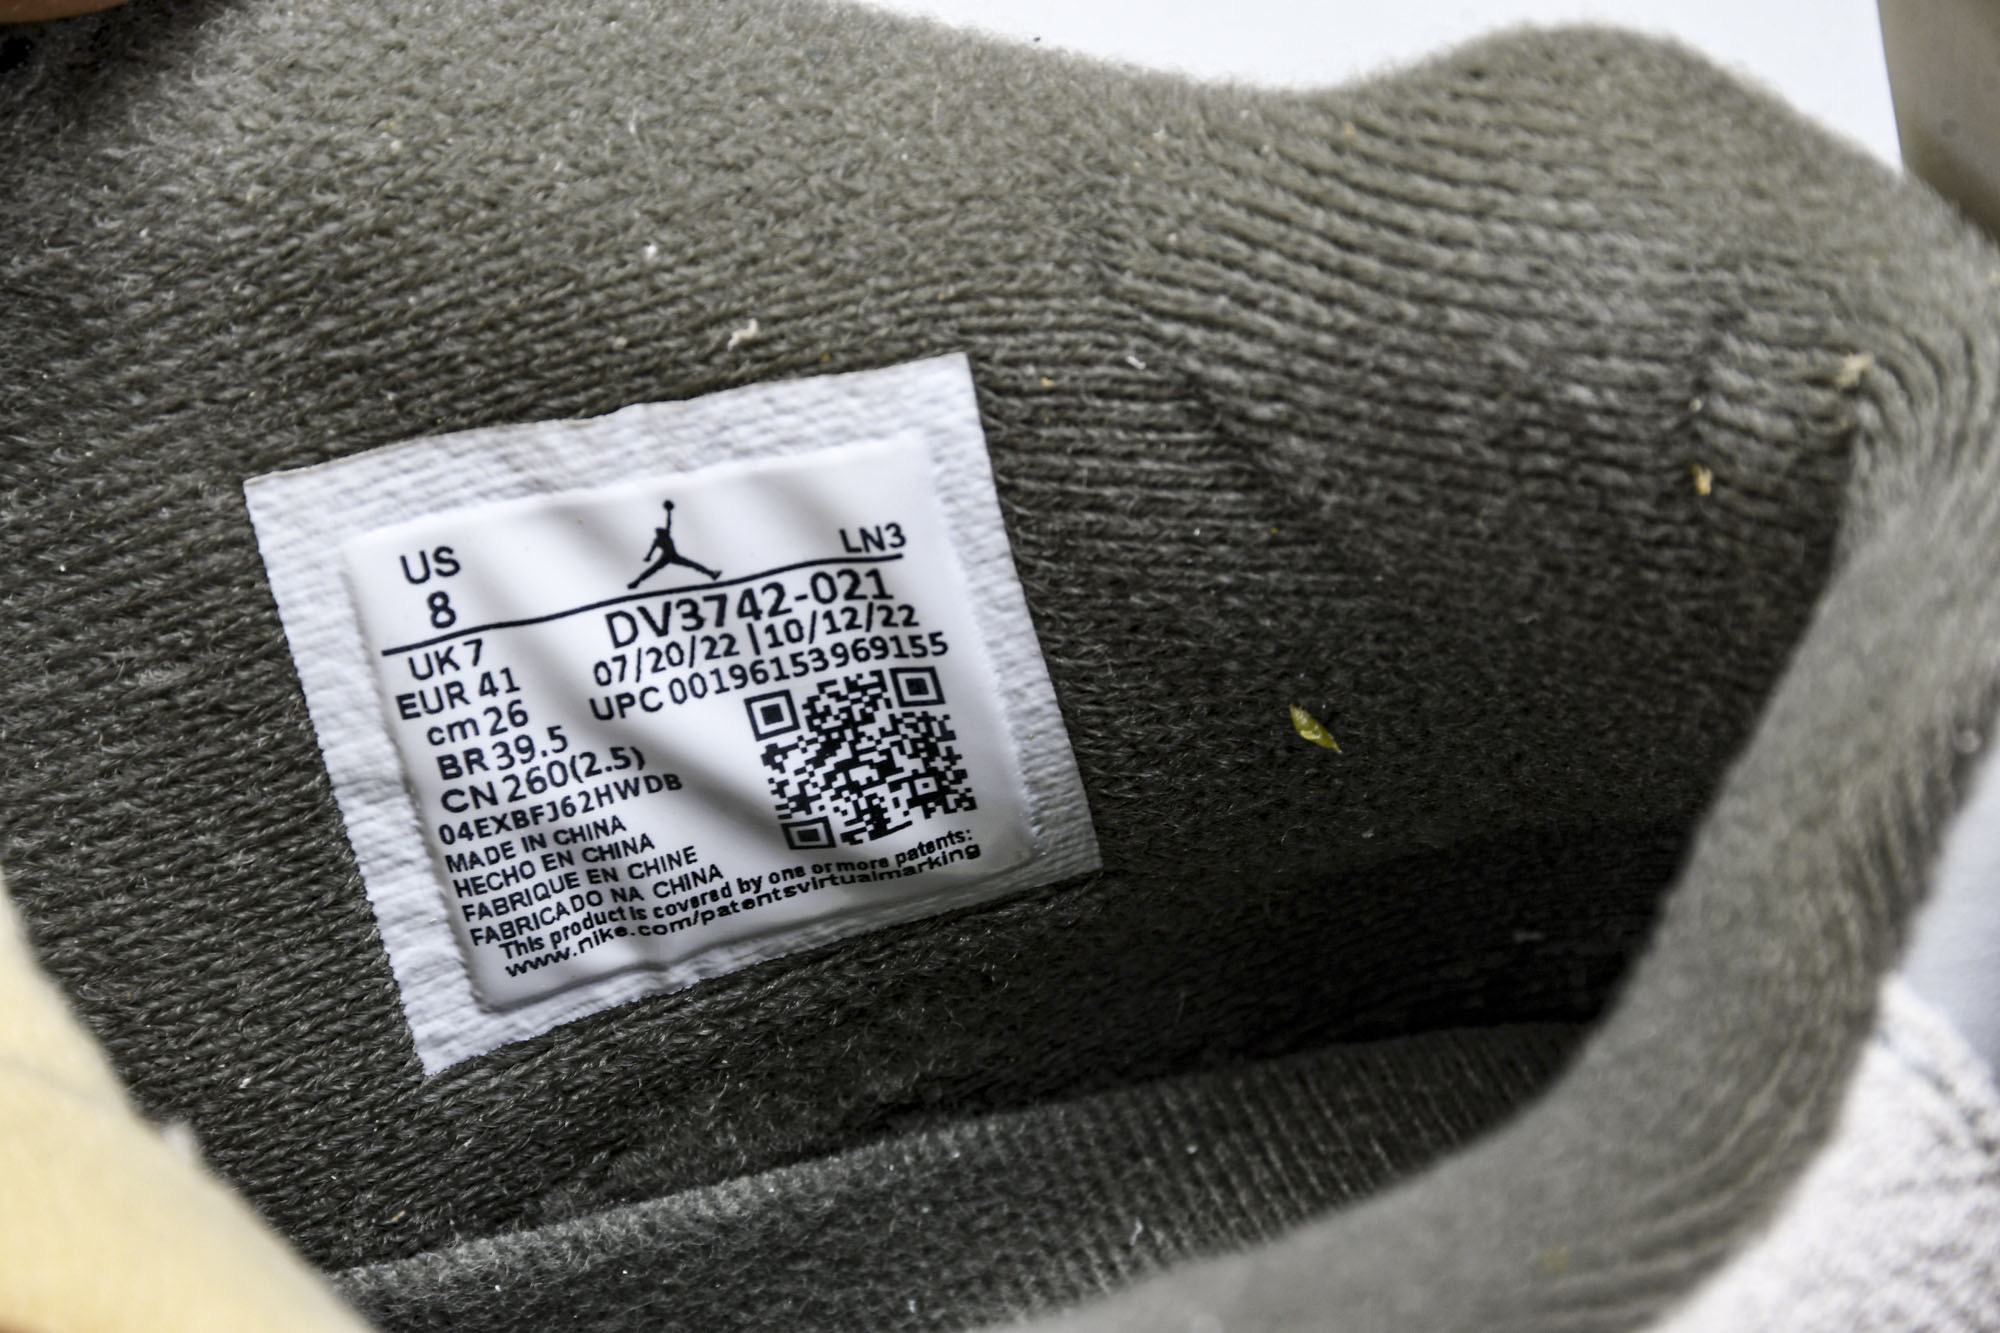 US
8
LN3
UK 7
EUR 41
cm 26
BR 39.5
CN 260(2.5)
04EXBFJ62HWDB
DV3742-021
07/20/22 | 10/12/22
UPC 00196153969155
MADE IN CHINA
HECHO EN CHINA
FABRIQUE EN CHINE
FABRICADO NA CHINA
This product is covered by one or more patents:
www.nike.com/patentsvirtualmarking